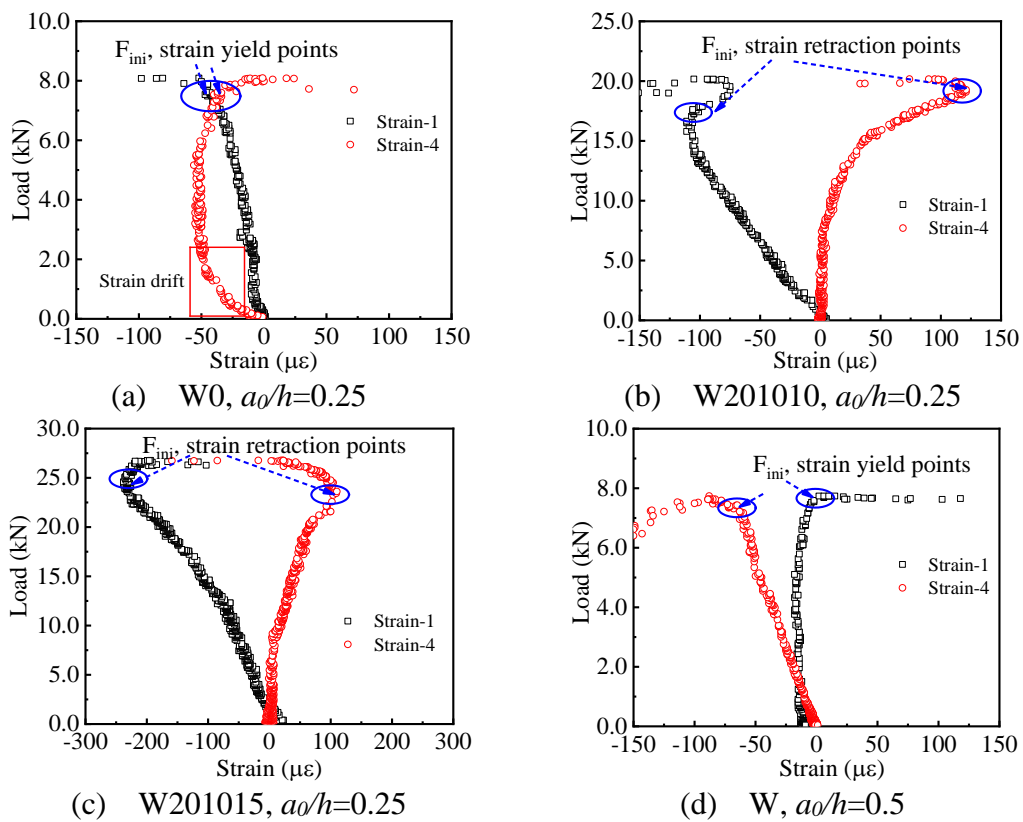 10.0
8.0
6.0
4.0
2.0
0.0
Load (kN)
F_ini, strain yield points
Strain-1
Strain-4
Strain drift
-150 -100 -50 0 50 100 150
Strain (με)
(a) W0, a0/h=0.25
25.0
20.0
15.0
10.0
5.0
0.0
Load (kN)
F_ini, strain retraction points
Strain-1
Strain-4
-150 -100 -50 0 50 100 150
Strain (με)
(b) W201010, a0/h=0.25
30.0
25.0
20.0
15.0
10.0
5.0
0.0
Load (kN)
F_ini, strain retraction points
Strain-1
Strain-4
-300 -200 -100 0 100 200 300
Strain (με)
(c) W201015, a0/h=0.25
10.0
8.0
6.0
4.0
2.0
0.0
Load (kN)
F_ini, strain yield points
Strain-1
Strain-4
-150 -100 -50 0 50 100 150
Strain (με)
(d) W, a0/h=0.5